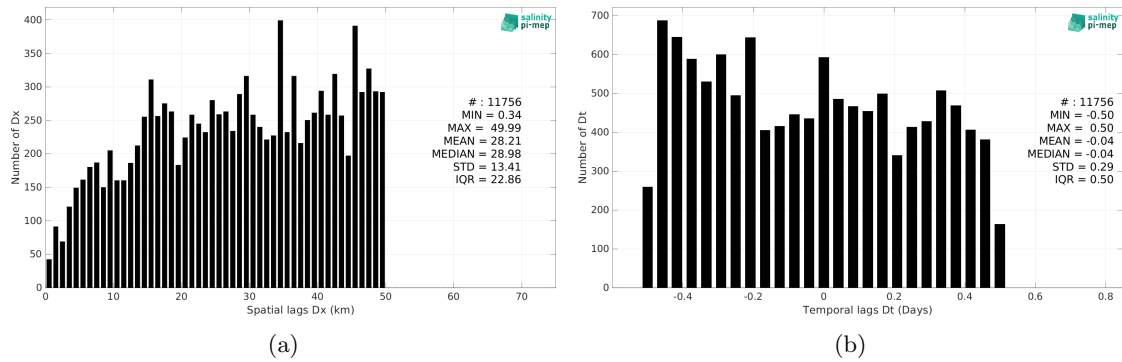 400
350
300
250
200
150
100
50
0
Number of Dx
0 10 20 30 40 50 60 70
Spatial lags Dx (km)
salinity
pi-mep
# : 11756
MIN = 0.34
MAX = 49.99
MEAN = 28.21
MEDIAN = 28.98
STD = 13.41
IQR = 22.86
(a)
700
600
500
400
300
200
100
0
Number of Dt
-0.4 -0.2 0 0.2 0.4 0.6 0.8
Temporal lags Dt (Days)
salinity
pi-mep
# : 11756
MIN = -0.50
MAX = 0.50
MEAN = -0.04
MEDIAN = -0.04
STD = 0.29
IQR = 0.50
(b)